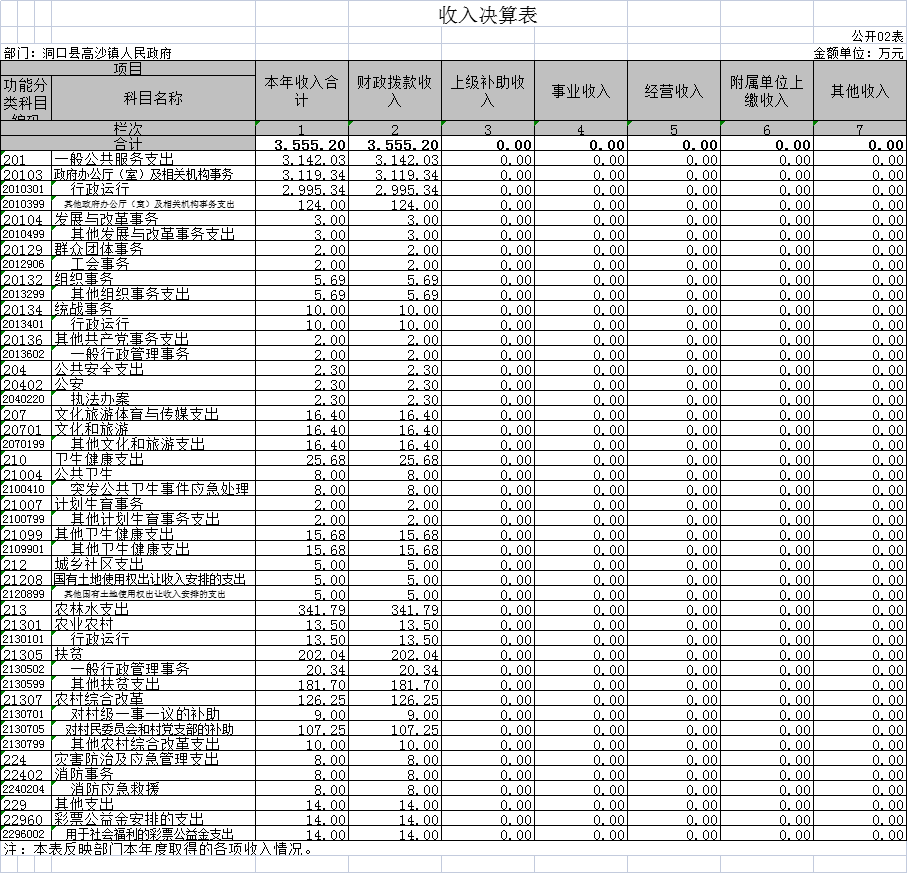 收入决算表
公开02表
部门：洞口县高沙镇人民政府 金额单位：万元
项目 本年收入合计 财政拨款收入 上级补助收入 事业收入 经营收入 附属单位上缴收入 其他收入
功能分类科目编码 科目名称
栏次 1 2 3 4 5 6 7
合计 3,555.20 3,555.20 0.00 0.00 0.00 0.00 0.00
201 一般公共服务支出 3,142.03 3,142.03 0.00 0.00 0.00 0.00 0.00
20103 政府办公厅（室）及相关机构事务 3,119.34 3,119.34 0.00 0.00 0.00 0.00 0.00
2010301 行政运行 2,995.34 2,995.34 0.00 0.00 0.00 0.00 0.00
2010399 其他政府办公厅（室）及相关机构事务支出 124.00 124.00 0.00 0.00 0.00 0.00 0.00
20104 发展与改革事务 3.00 3.00 0.00 0.00 0.00 0.00 0.00
2010499 其他发展与改革事务支出 3.00 3.00 0.00 0.00 0.00 0.00 0.00
20129 群众团体事务 2.00 2.00 0.00 0.00 0.00 0.00 0.00
2012906 工会事务 2.00 2.00 0.00 0.00 0.00 0.00 0.00
20132 组织事务 5.69 5.69 0.00 0.00 0.00 0.00 0.00
2013299 其他组织事务支出 5.69 5.69 0.00 0.00 0.00 0.00 0.00
20134 统战事务 10.00 10.00 0.00 0.00 0.00 0.00 0.00
2013401 行政运行 10.00 10.00 0.00 0.00 0.00 0.00 0.00
20136 其他共产党事务支出 2.00 2.00 0.00 0.00 0.00 0.00 0.00
2013602 一般行政管理事务 2.00 2.00 0.00 0.00 0.00 0.00 0.00
204 公共安全支出 2.30 2.30 0.00 0.00 0.00 0.00 0.00
20402 公安 2.30 2.30 0.00 0.00 0.00 0.00 0.00
2040220 执法办案 2.30 2.30 0.00 0.00 0.00 0.00 0.00
207 文化旅游体育与传媒支出 16.40 16.40 0.00 0.00 0.00 0.00 0.00
20701 文化和旅游 16.40 16.40 0.00 0.00 0.00 0.00 0.00
2070199 其他文化和旅游支出 16.40 16.40 0.00 0.00 0.00 0.00 0.00
210 卫生健康支出 25.68 25.68 0.00 0.00 0.00 0.00 0.00
21004 公共卫生 8.00 8.00 0.00 0.00 0.00 0.00 0.00
2100410 突发公共卫生事件应急处理 8.00 8.00 0.00 0.00 0.00 0.00 0.00
21007 计划生育事务 2.00 2.00 0.00 0.00 0.00 0.00 0.00
2100799 其他计划生育事务支出 2.00 2.00 0.00 0.00 0.00 0.00 0.00
21099 其他卫生健康支出 15.68 15.68 0.00 0.00 0.00 0.00 0.00
2109901 其他卫生健康支出 15.68 15.68 0.00 0.00 0.00 0.00 0.00
212 城乡社区支出 5.00 5.00 0.00 0.00 0.00 0.00 0.00
21208 国有土地使用权出让收入安排的支出 5.00 5.00 0.00 0.00 0.00 0.00 0.00
2120899 其他国有土地使用权出让收入安排的支出 5.00 5.00 0.00 0.00 0.00 0.00 0.00
213 农林水支出 341.79 341.79 0.00 0.00 0.00 0.00 0.00
21301 农业农村 13.50 13.50 0.00 0.00 0.00 0.00 0.00
2130101 行政运行 13.50 13.50 0.00 0.00 0.00 0.00 0.00
21305 扶贫 202.04 202.04 0.00 0.00 0.00 0.00 0.00
2130502 一般行政管理事务 20.34 20.34 0.00 0.00 0.00 0.00 0.00
2130599 其他扶贫支出 181.70 181.70 0.00 0.00 0.00 0.00 0.00
21307 农村综合改革 126.25 126.25 0.00 0.00 0.00 0.00 0.00
2130701 对村级一事一议的补助 9.00 9.00 0.00 0.00 0.00 0.00 0.00
2130705 对村民委员会和村党支部的补助 107.25 107.25 0.00 0.00 0.00 0.00 0.00
2130799 其他农村综合改革支出 10.00 10.00 0.00 0.00 0.00 0.00 0.00
224 灾害防治及应急管理支出 8.00 8.00 0.00 0.00 0.00 0.00 0.00
22402 消防事务 8.00 8.00 0.00 0.00 0.00 0.00 0.00
2240204 消防应急救援 8.00 8.00 0.00 0.00 0.00 0.00 0.00
229 其他支出 14.00 14.00 0.00 0.00 0.00 0.00 0.00
22960 彩票公益金安排的支出 14.00 14.00 0.00 0.00 0.00 0.00 0.00
2296002 用于社会福利的彩票公益金支出 14.00 14.00 0.00 0.00 0.00 0.00 0.00
注：本表反映部门本年度取得的各项收入情况。